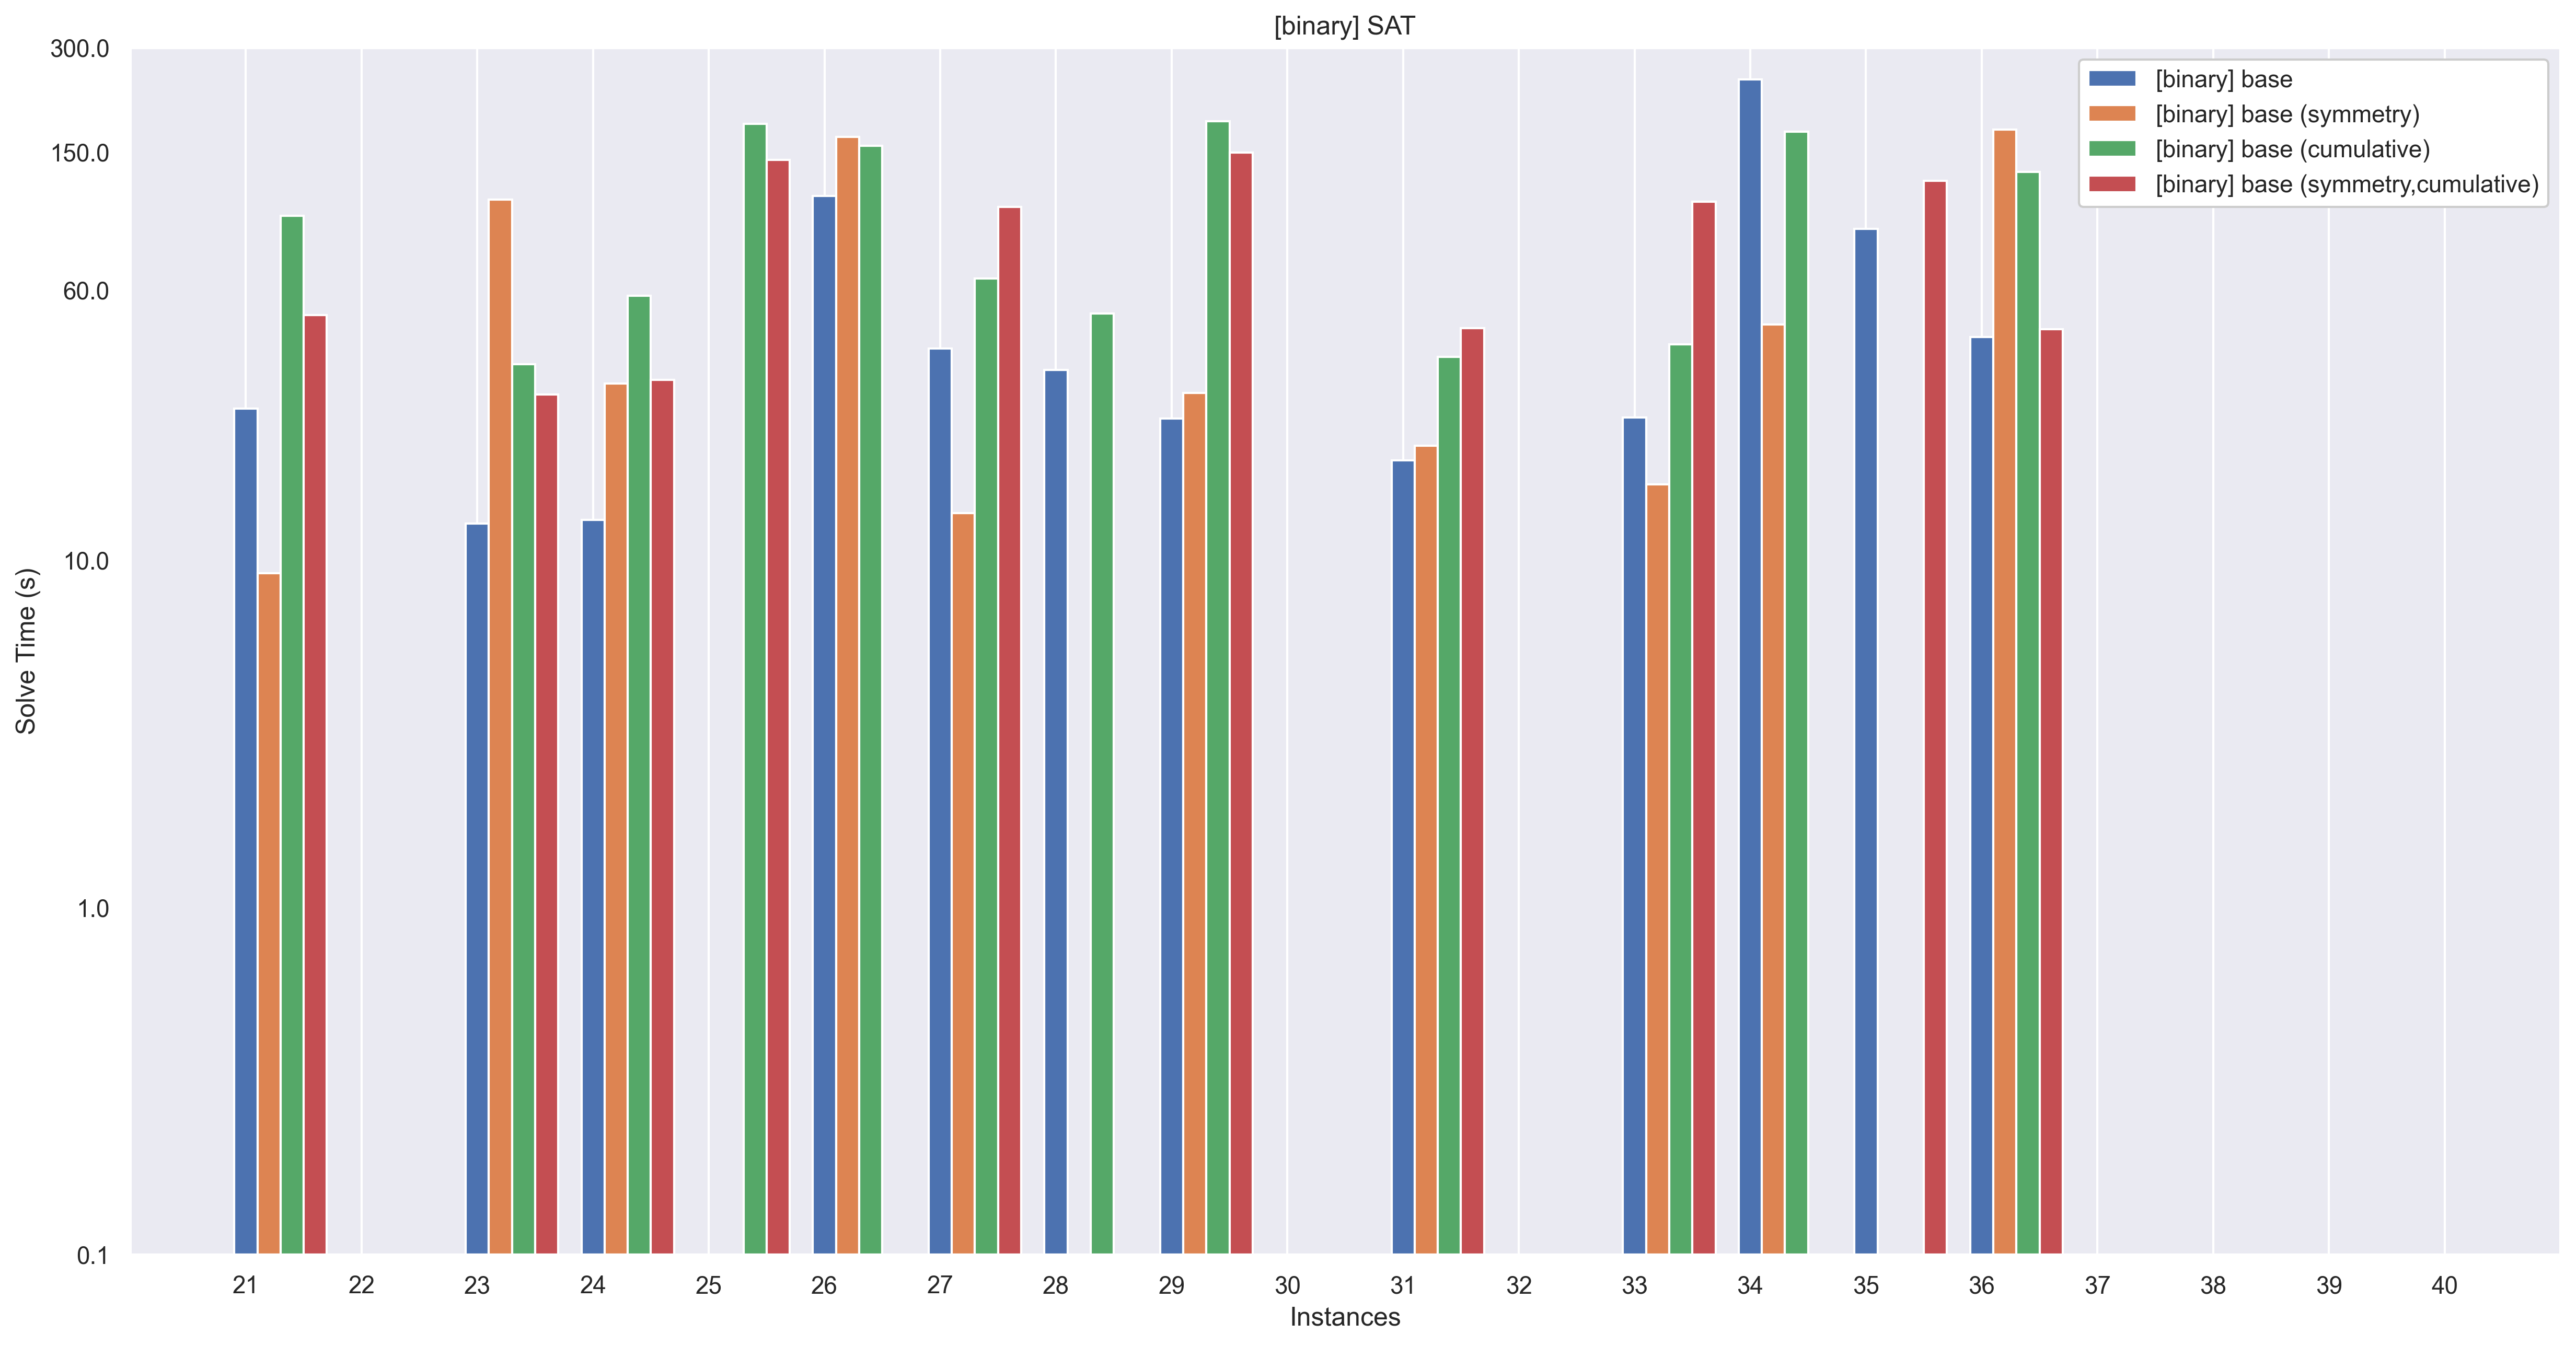 [binary] SAT
300.0
150.0
60.0
10.0
1.0
0.1
Solve Time (s)
[binary] base
[binary] base (symmetry)
[binary] base (cumulative)
[binary] base (symmetry,cumulative)
21 22 23 24 25 26 27 28 29 30 31 32 33 34 35 36 37 38 39 40
Instances